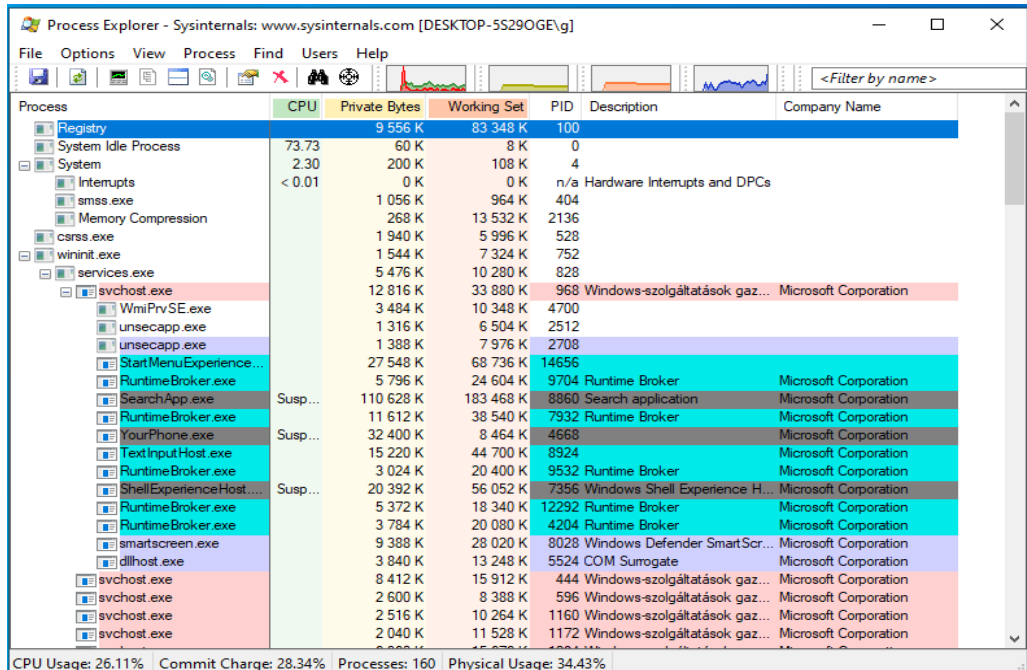 Process Explorer - Sysinternals: www.sysinternals.com [DESKTOP-5S29OGE\g]
File Options View Process Find Users Help
<Filter by name>
Process CPU Private Bytes Working Set PID Description Company Name
Registry 9 556 K 83 348 K 100
System Idle Process 73.73 60 K 8 K 0
System 2.30 200 K 108 K 4
Interrupts < 0.01 0 K 0 K n/a Hardware Interrupts and DPCs
smss.exe 1 056 K 964 K 404
Memory Compression 268 K 13 532 K 2136
csrss.exe 1 940 K 5 996 K 528
wininit.exe 1 544 K 7 324 K 752
services.exe 5 476 K 10 280 K 828
svchost.exe 12 816 K 33 880 K 968 Windows-szolgáltatások gaz... Microsoft Corporation
WmiPrvSE.exe 3 484 K 10 348 K 4700
unsecapp.exe 1 316 K 6 504 K 2512
unsecapp.exe 1 388 K 7 976 K 2708
StartMenuExperience... 27 548 K 68 736 K 14656
RuntimeBroker.exe 5 796 K 24 604 K 9704 Runtime Broker Microsoft Corporation
SearchApp.exe Susp... 110 628 K 183 468 K 8860 Search application Microsoft Corporation
RuntimeBroker.exe 11 612 K 38 540 K 7932 Runtime Broker Microsoft Corporation
YourPhone.exe Susp... 32 400 K 8 464 K 4668 Microsoft Corporation
TextInputHost.exe 15 220 K 44 700 K 8924 Microsoft Corporation
RuntimeBroker.exe 3 024 K 20 400 K 9532 Runtime Broker Microsoft Corporation
ShellExperienceHost.... Susp... 20 392 K 56 052 K 7356 Windows Shell Experience H... Microsoft Corporation
RuntimeBroker.exe 5 372 K 18 340 K 12292 Runtime Broker Microsoft Corporation
RuntimeBroker.exe 3 784 K 20 080 K 4204 Runtime Broker Microsoft Corporation
smartscreen.exe 9 388 K 28 020 K 8028 Windows Defender SmartScr... Microsoft Corporation
dllhost.exe 3 840 K 13 248 K 5524 COM Surrogate Microsoft Corporation
svchost.exe 8 412 K 15 912 K 444 Windows-szolgáltatások gaz... Microsoft Corporation
svchost.exe 2 600 K 8 388 K 596 Windows-szolgáltatások gaz... Microsoft Corporation
svchost.exe 2 516 K 10 264 K 1160 Windows-szolgáltatások gaz... Microsoft Corporation
svchost.exe 2 040 K 11 528 K 1172 Windows-szolgáltatások gaz... Microsoft Corporation
CPU Usage: 26.11% Commit Charge: 28.34% Processes: 160 Physical Usage: 34.43%